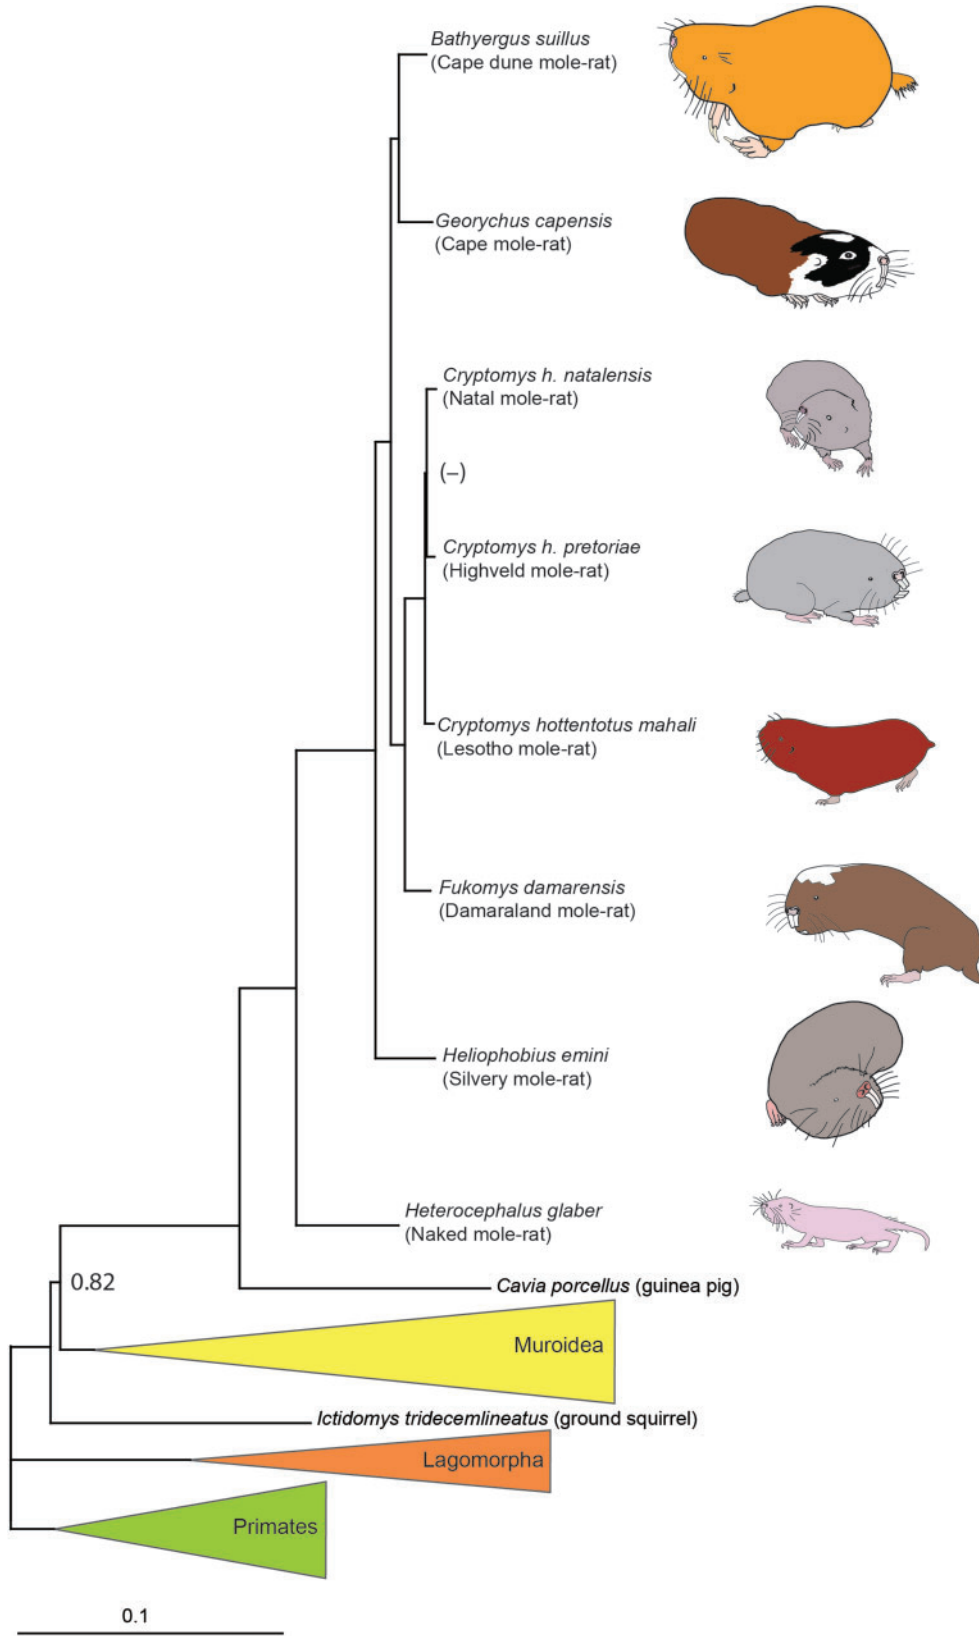 Bathyergus suillus
(Cape dune mole-rat)
Georychus capensis
(Cape mole-rat)
Cryptomys h. natalensis
(Natal mole-rat)
(–)
Cryptomys h. pretoriae
(Highveld mole-rat)
Cryptomys hottentotus mahali
(Lesotho mole-rat)
Fukomys damarensis
(Damaraland mole-rat)
Heliophobius emini
(Silvery mole-rat)
Heterocephalus glaber
(Naked mole-rat)
0.82
Cavia porcellus (guinea pig)
Muroidea
Ictidomys tridecemlineatus (ground squirrel)
Lagomorpha
Primates
0.1